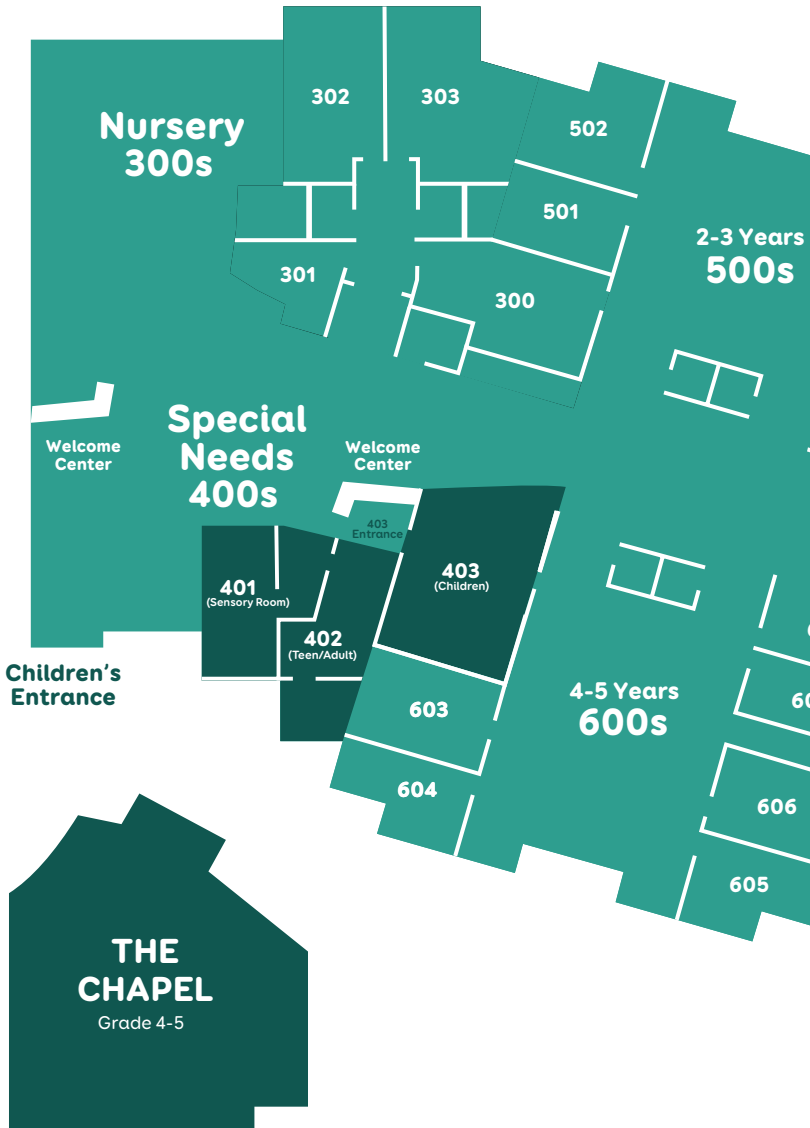 302
303
Nursery
300s
502
501
2-3 Years
500s
301
300
Special
Needs
400s
Welcome
Center
Welcome
Center
403
Entrance
401
(Sensory Room)
403
(Children)
402
(Teen/Adult)
Children's
Entrance
603
4-5 Years
600s
604
606
605
THE
CHAPEL
Grade 4-5